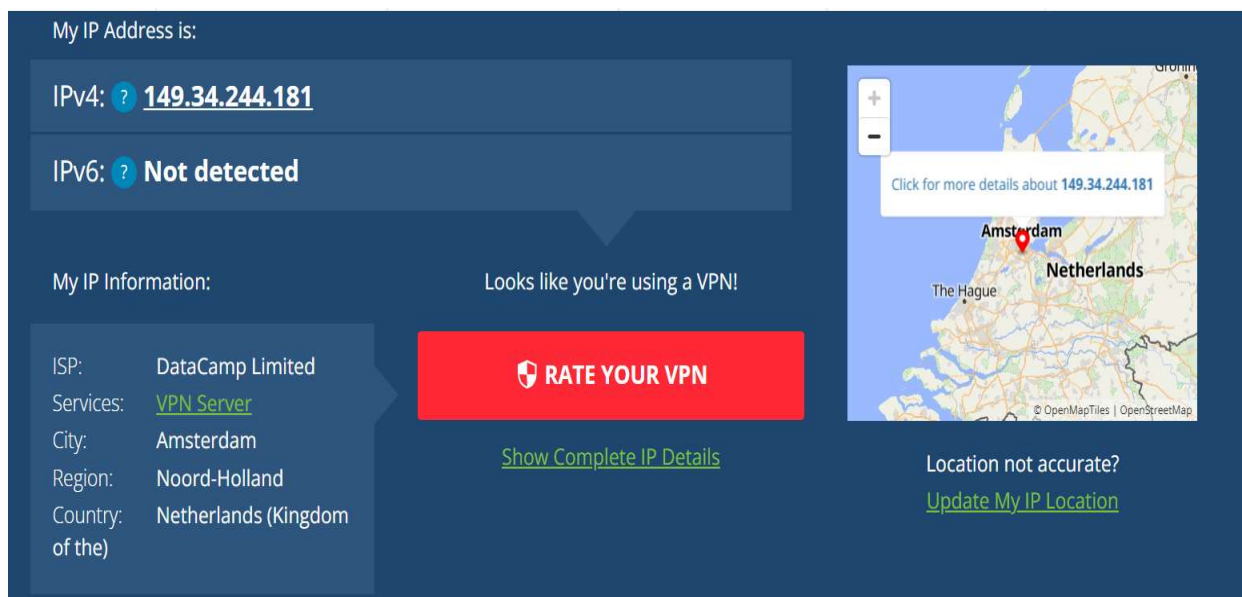 My IP Address is:
IPv4: ? 149.34.244.181
IPv6: ? Not detected
My IP Information:
ISP: DataCamp Limited
Services: VPN Server
City: Amsterdam
Region: Noord-Holland
Country: Netherlands (Kingdom
of the)
Looks like you're using a VPN!
RATE YOUR VPN
Show Complete IP Details
+
−
Click for more details about 149.34.244.181
Amsterdam
Netherlands
The Hague
© OpenMapTiles | OpenStreetMap
Location not accurate?
Update My IP Location